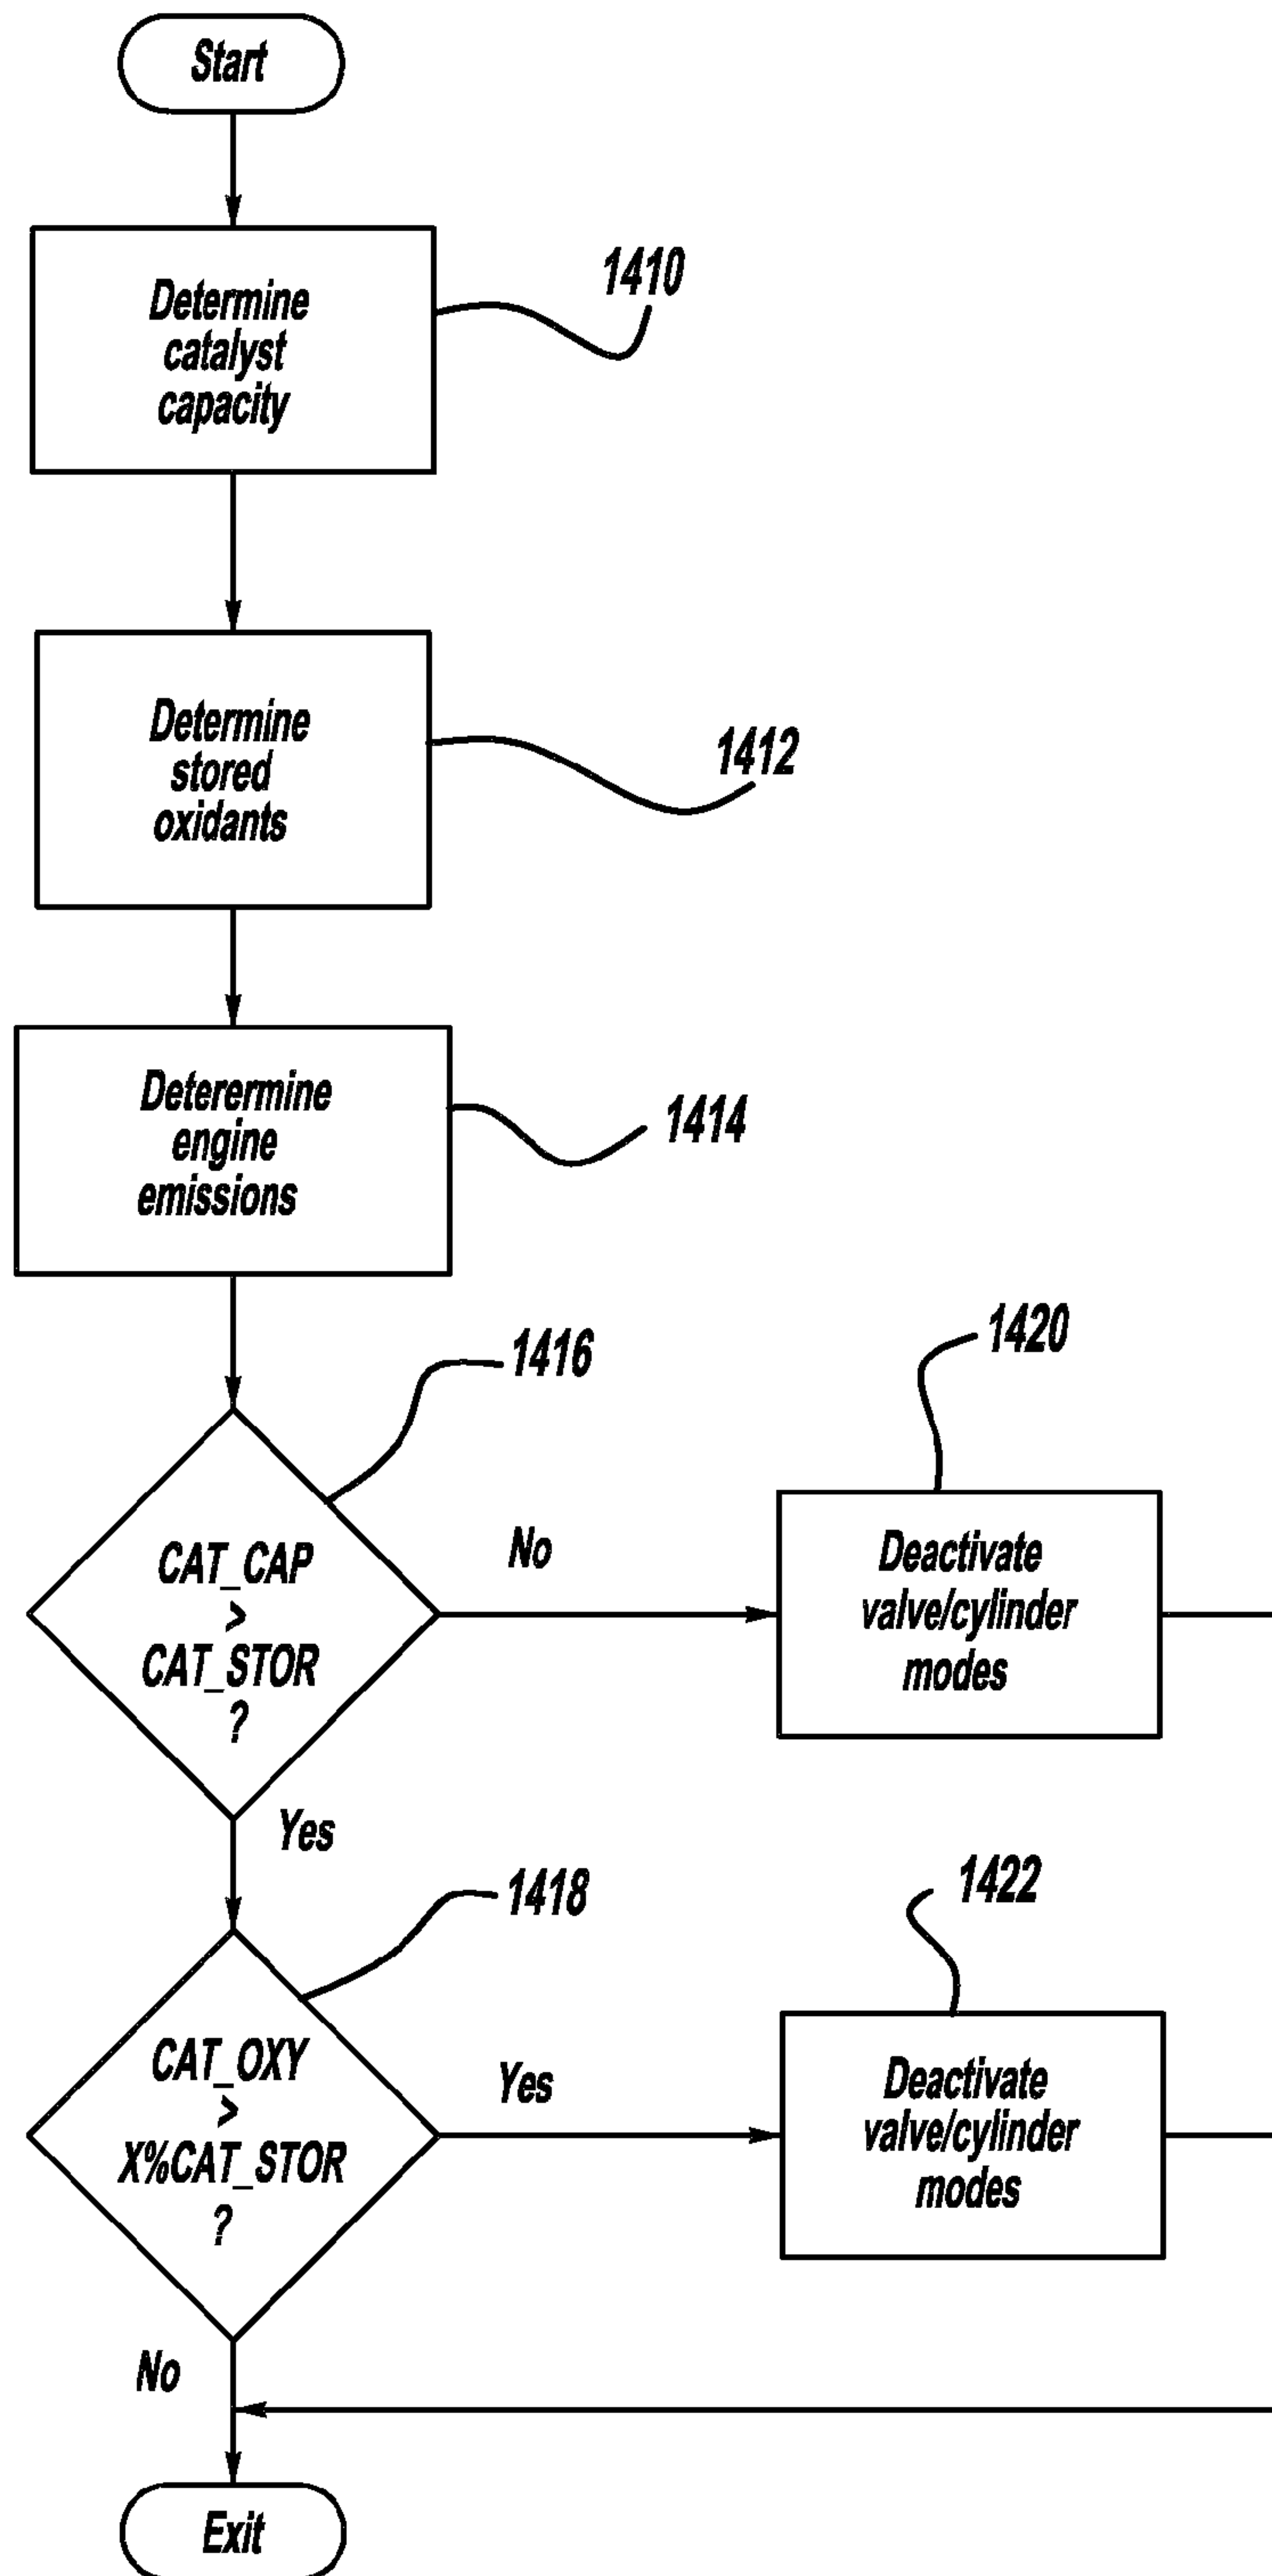 Start
Determine
catalyst
capacity
1410
Determine
stored
oxidants
1412
Deterermine
engine
emissions
1414
CAT_CAP
>
CAT_STOR
?
1416
No
Deactivate
valve/cylinder
modes
1420
Yes
CAT_OXY
>
X%CAT_STOR
?
1418
Yes
Deactivate
valve/cylinder
modes
1422
No
Exit